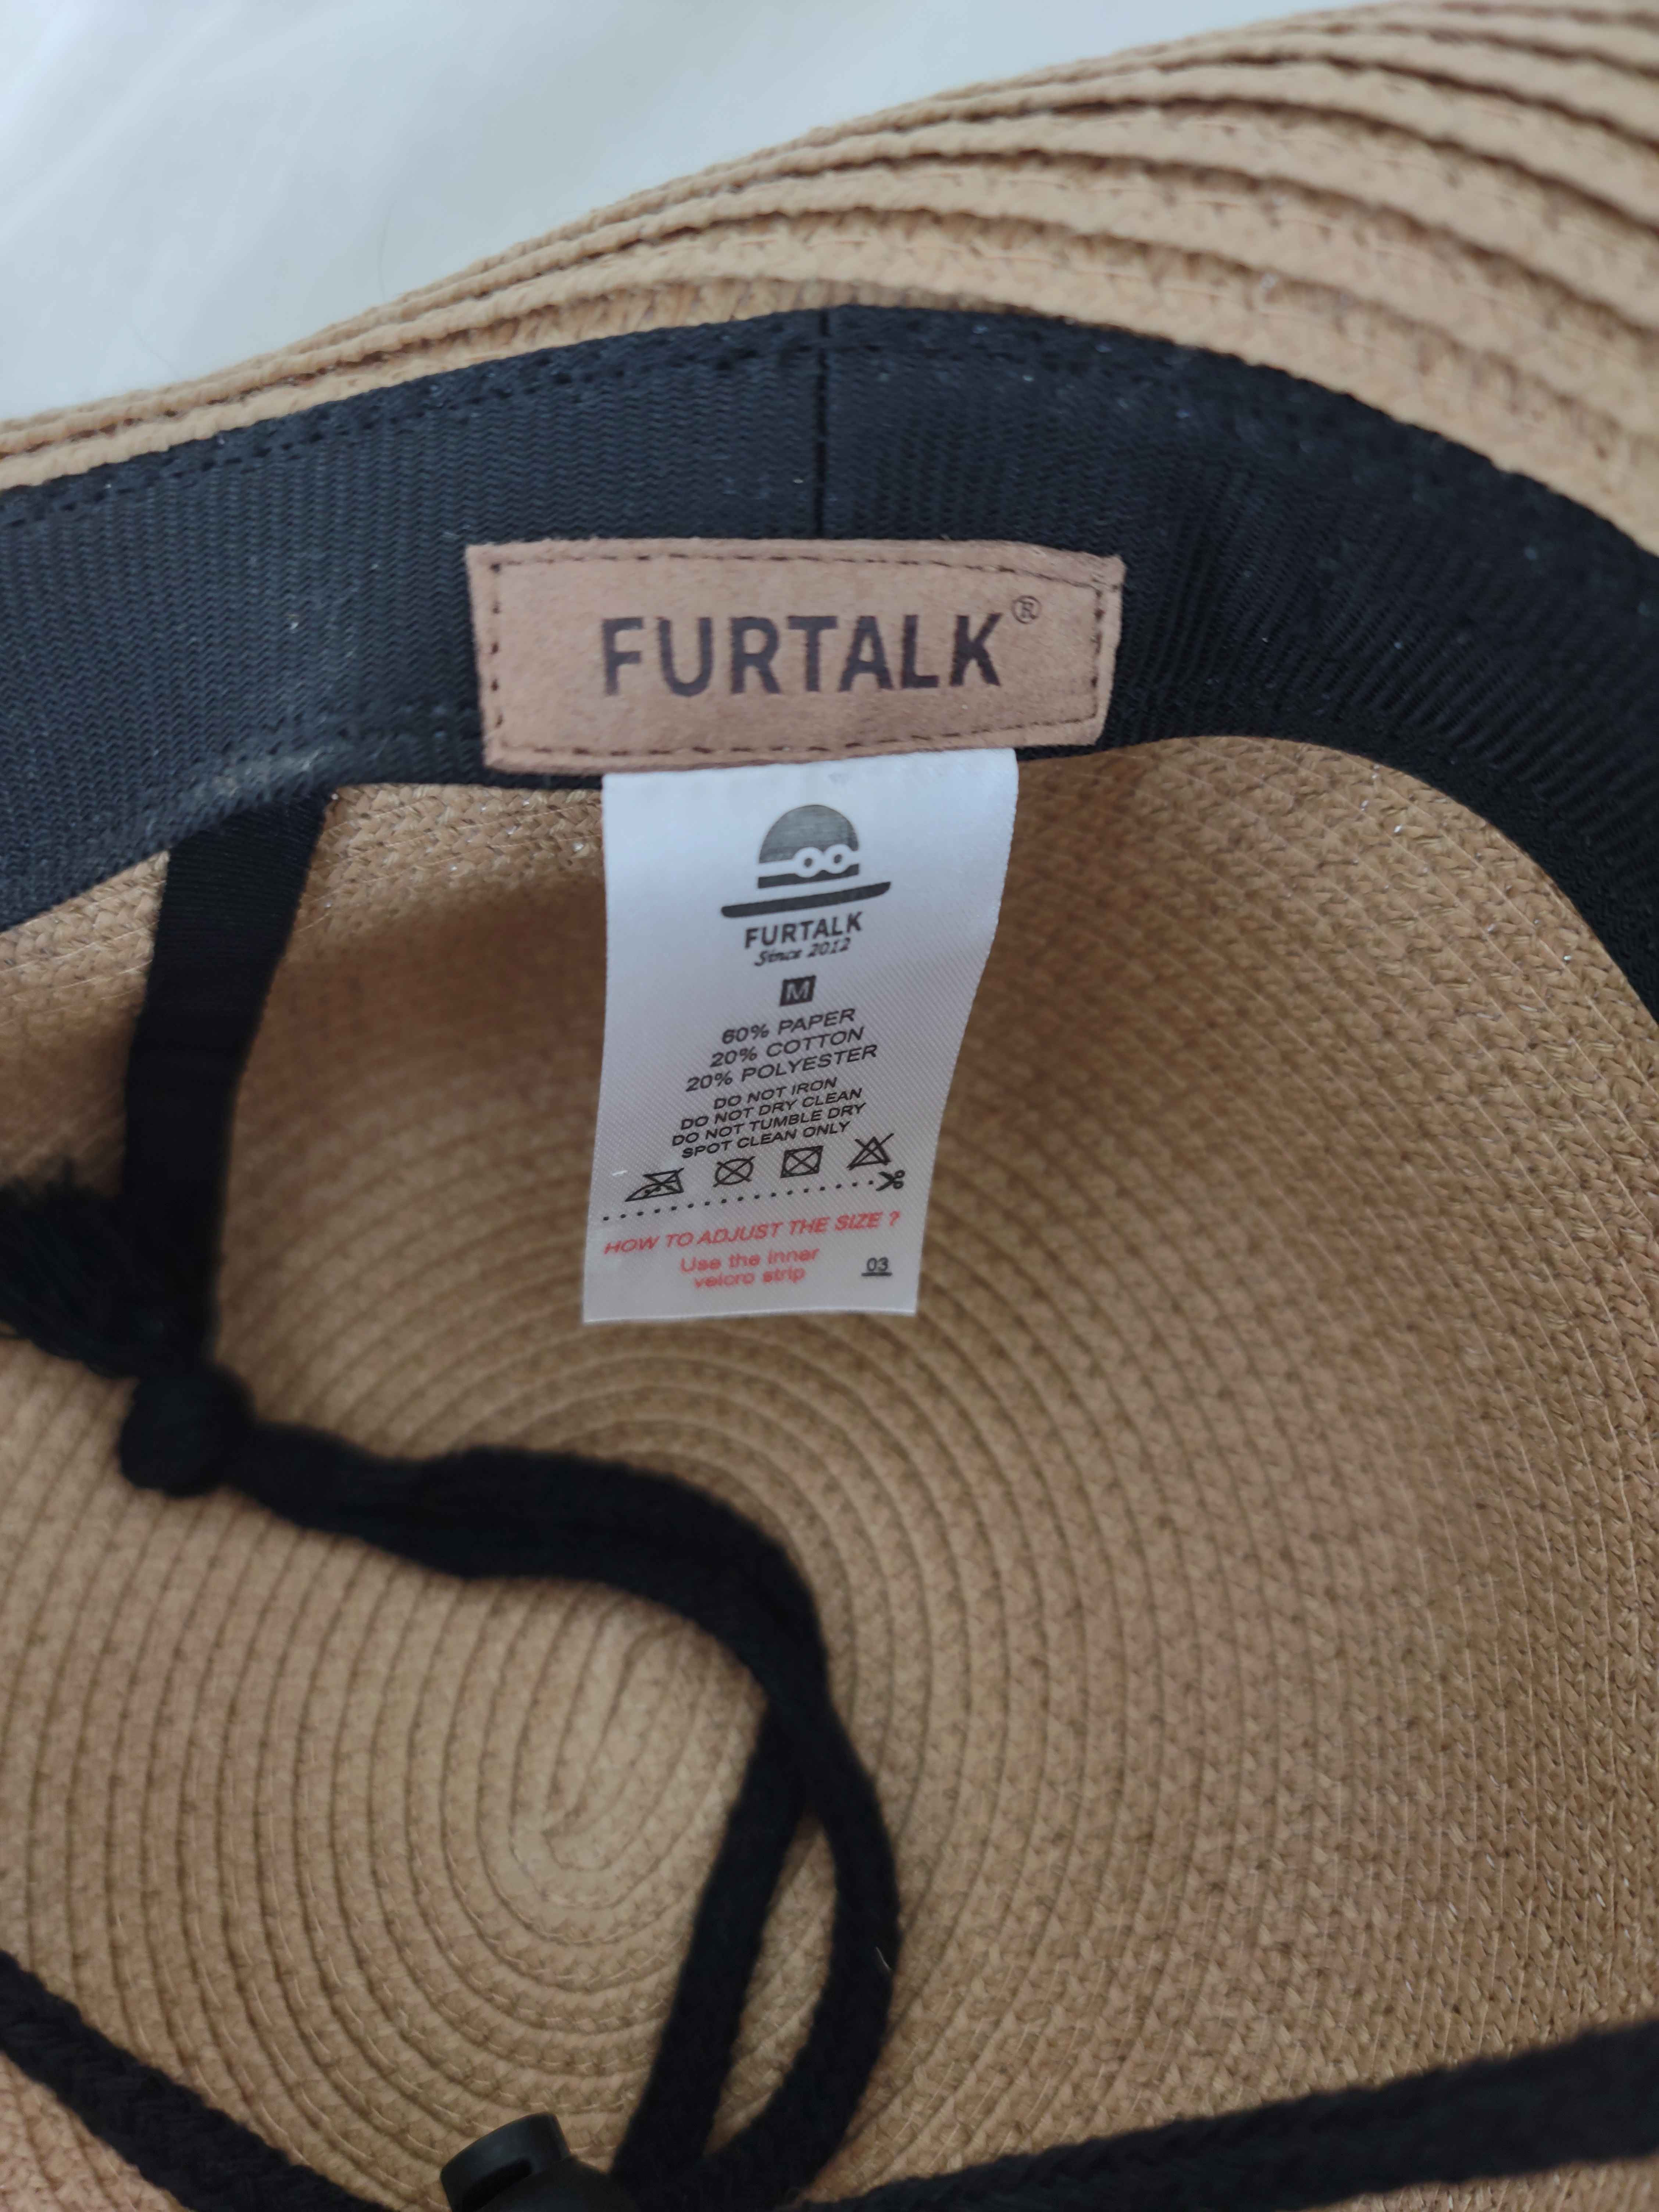 FURTALK®
FURTALK
Since 2012
M
60% PAPER
20% COTTON
20% POLYESTER
DO NOT IRON
DO NOT DRY CLEAN
DO NOT TUMBLE DRY
SPOT CLEAN ONLY
HOW TO ADJUST THE SIZE ?
Use the inner
velcro strip
03